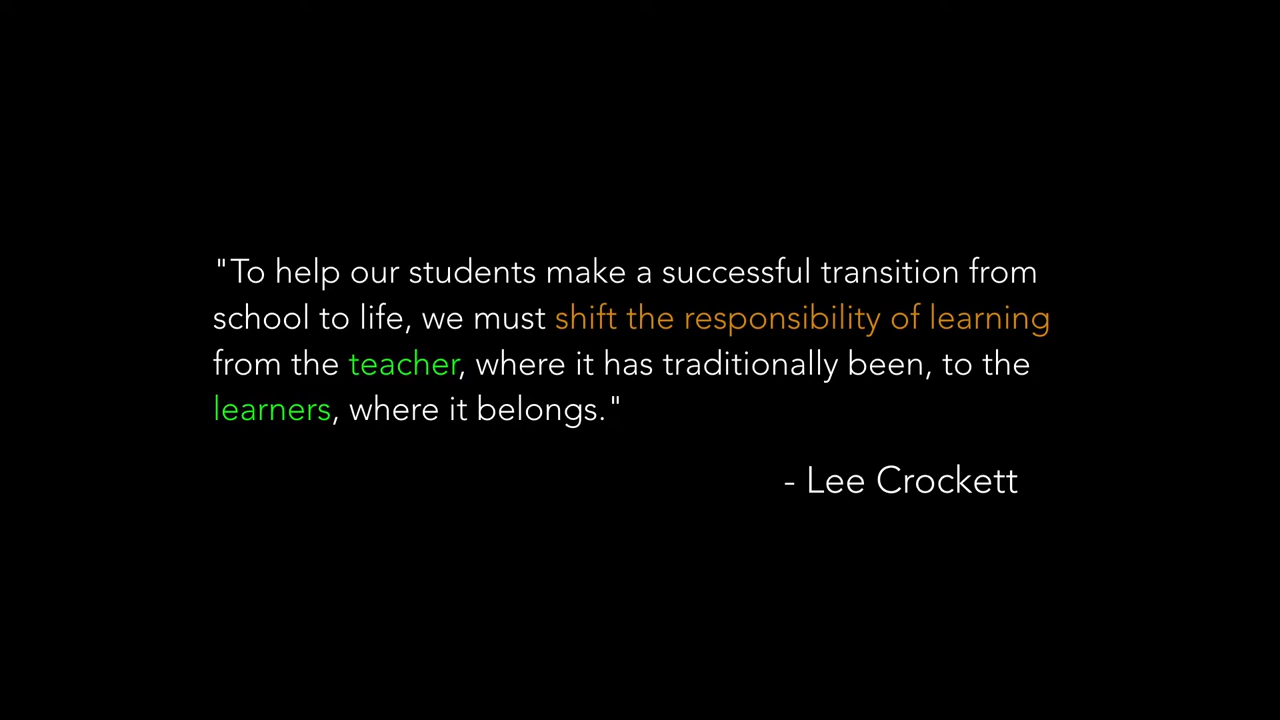 "To help our students make a successful transition from
school to life, we must shift the responsibility of learning
from the teacher, where it has traditionally been, to the
learners, where it belongs."
- Lee Crockett